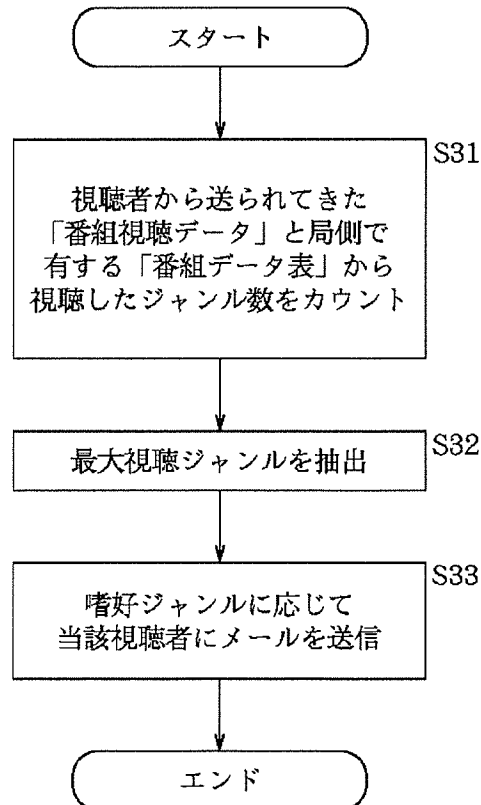 スタート
S31
視聴者から送られてきた
「番組視聴データ」と局側で
有する「番組データ表」から
視聴したジャンル数をカウント
S32
最大視聴ジャンルを抽出
S33
嗜好ジャンルに応じて
当該視聴者にメールを送信
エンド